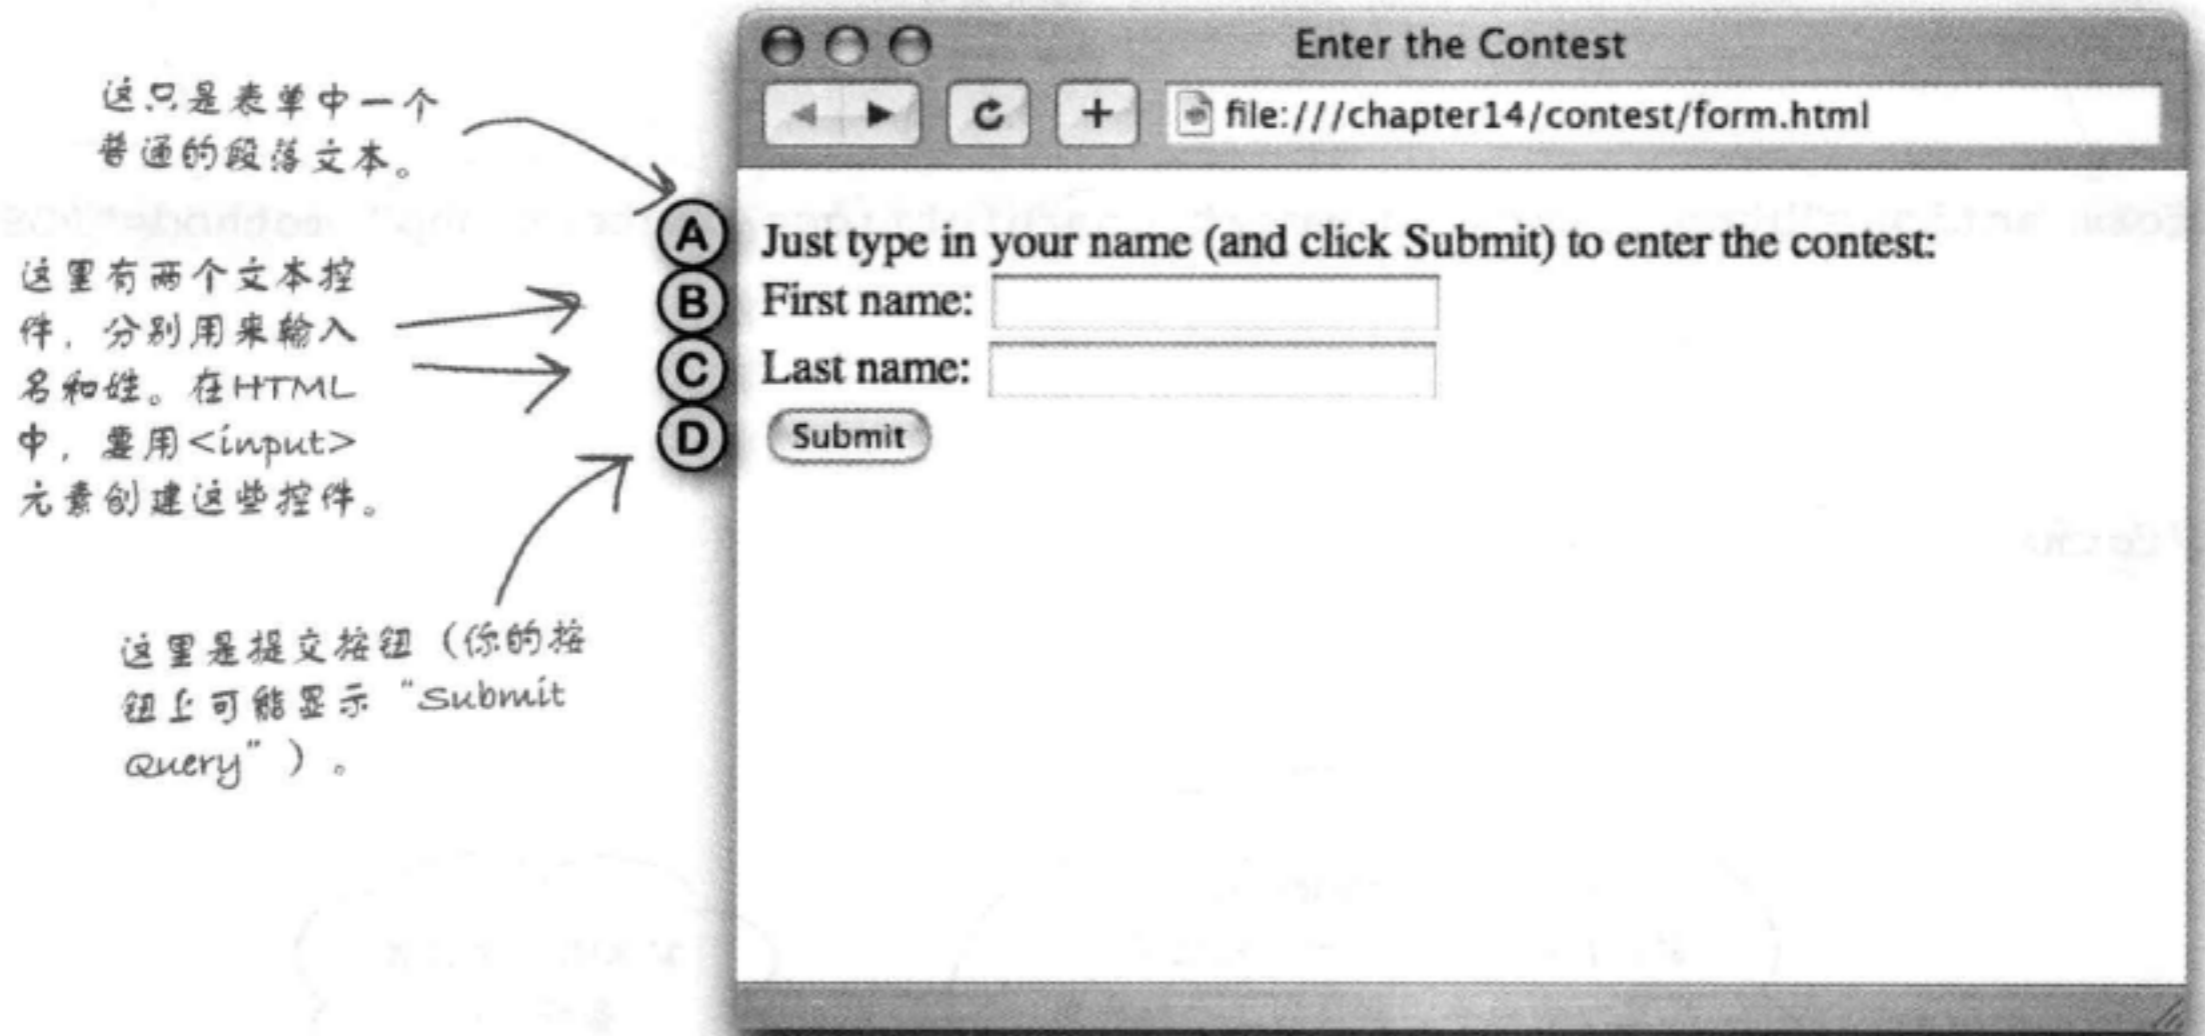 Enter the Contest
file:///chapter14/contest/form.html
这只是表单中一个
普通的段落文本。
A
Just type in your name (and click Submit) to enter the contest:
这里有两个文本控
件，分别用来输入
名和姓。在HTML
中，要用<input>
元素创建这些控件。
B
First name:
C
Last name:
D
Submit
这里是提交按钮（你的按
钮上可能显示“Submit
Query”）。